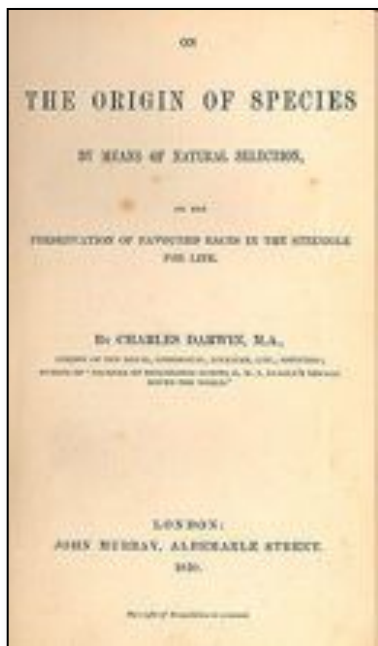 ON
THE ORIGIN OF SPECIES
BY MEANS OF NATURAL SELECTION,
OR THE
PRESERVATION OF FAVOURED RACES IN THE STRUGGLE
FOR LIFE.
BY CHARLES DARWIN, M.A.,
LONDON:
JOHN MURRAY, ALBEMARLE STREET.